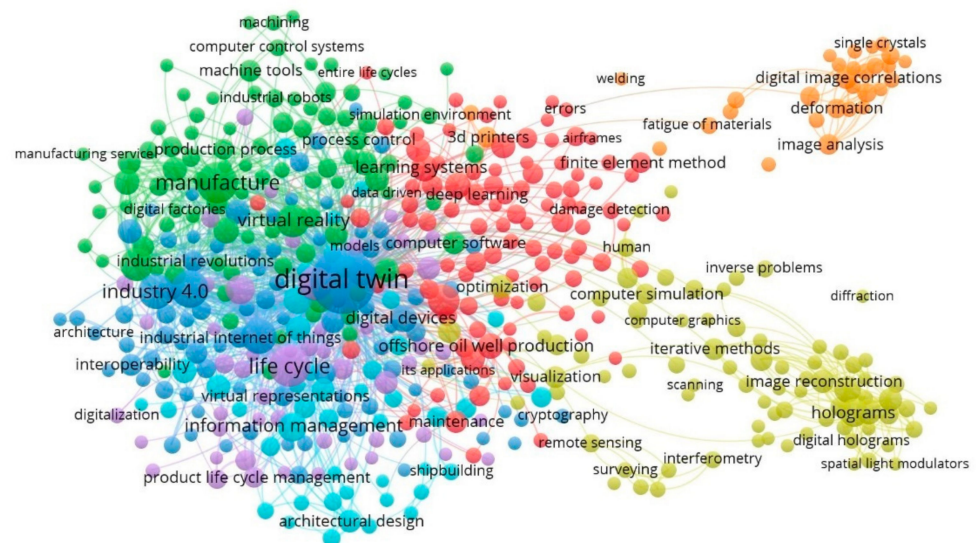 machining
single crystals
computer control systems
machine tools
entire life cycles
welding
digital image correlations
industrial robots
simulation environment
errors
deformation
fatigue of materials
process control
3d printers
airframes
image analysis
manufacturing service
production process
learning systems
finite element method
manufacture
data driven
deep learning
digital factories
virtual reality
damage detection
models
computer software
human
industrial revolutions
inverse problems
digital twin
industry 4.0
optimization
computer simulation
diffraction
digital devices
computer graphics
architecture
industrial internet of things
offshore oil well production
iterative methods
interoperability
life cycle
its applications
visualization
scanning
image reconstruction
virtual representations
digitalization
information management
maintenance
cryptography
holograms
remote sensing
digital holograms
interferometry
spatial light modulators
product life cycle management
shipbuilding
surveying
architectural design